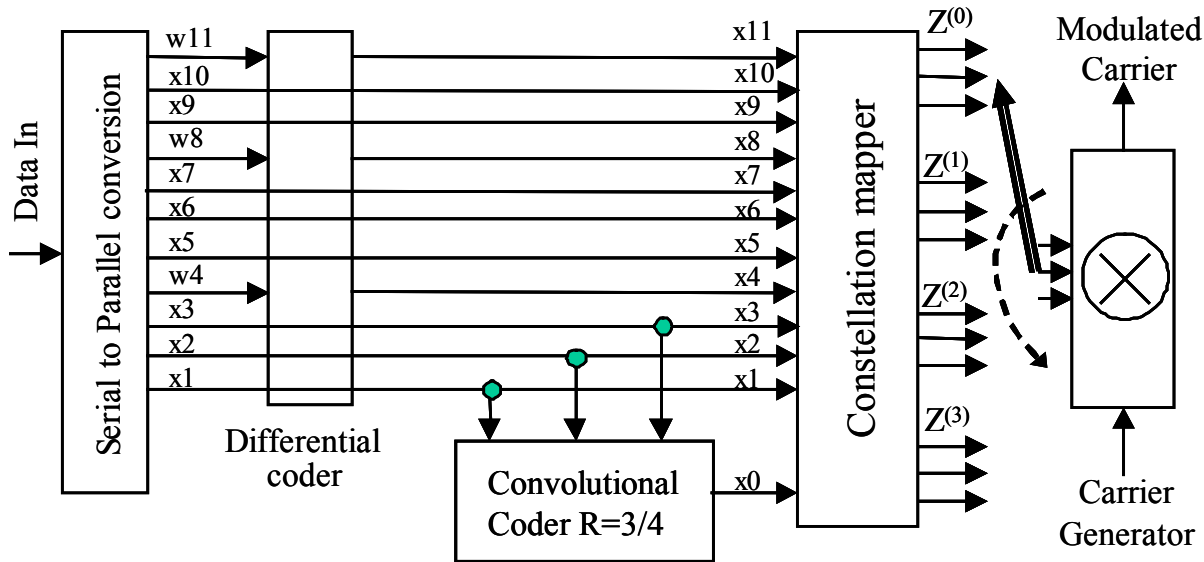 Data In
Serial to Parallel conversion
w11
x10
x9
w8
x7
x6
x5
w4
x3
x2
x1
Differential
coder
Convolutional
Coder R=3/4
x11
x10
x9
x8
x7
x6
x5
x4
x3
x2
x1
x0
Constellation mapper
Z(0)
Z(1)
Z(2)
Z(3)
Modulated
Carrier
Carrier
Generator